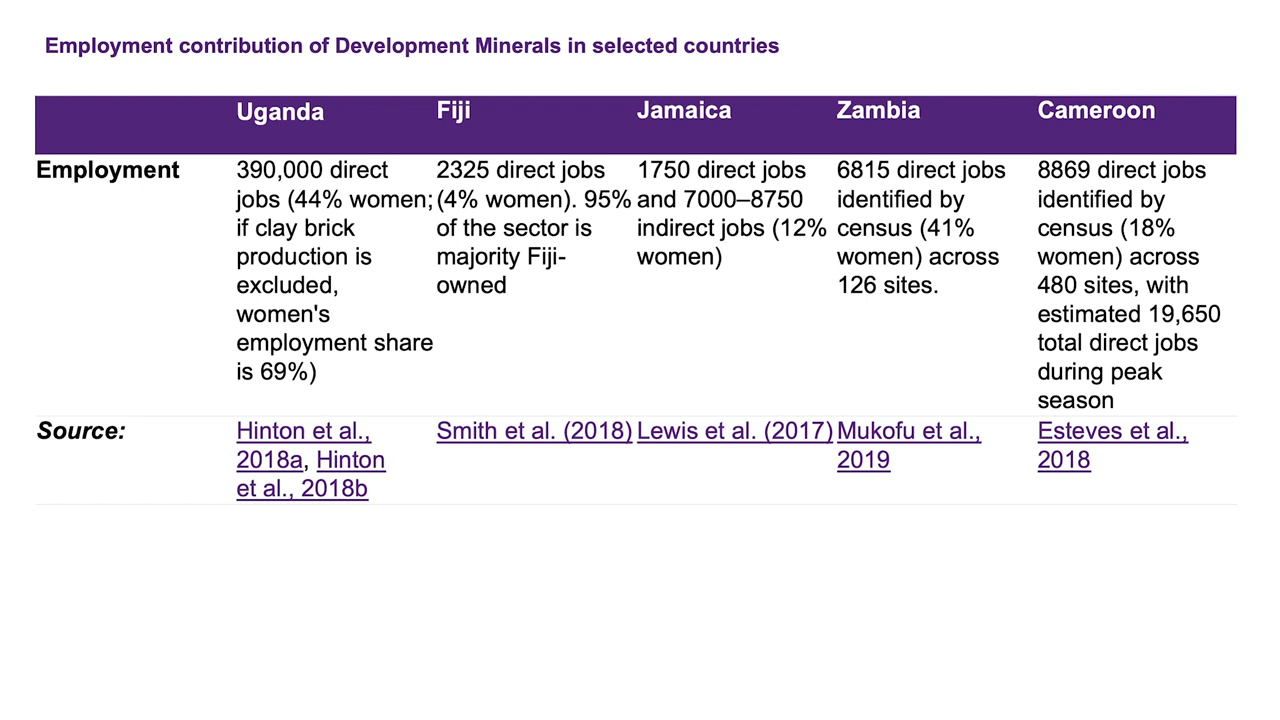 Employment contribution of Development Minerals in selected countries
Uganda Fiji Jamaica Zambia Cameroon
Employment
390,000 direct
jobs (44% women;
if clay brick
production is
excluded,
women's
employment share
is 69%)
2325 direct jobs
(4% women). 95%
of the sector is
majority Fiji-
owned
1750 direct jobs
and 7000–8750
indirect jobs (12%
women)
6815 direct jobs
identified by
census (41%
women) across
126 sites.
8869 direct jobs
identified by
census (18%
women) across
480 sites, with
estimated 19,650
total direct jobs
during peak
season
Source:
Hinton et al.,
2018a, Hinton
et al., 2018b
Smith et al. (2018)
Lewis et al. (2017)
Mukofu et al.,
2019
Esteves et al.,
2018